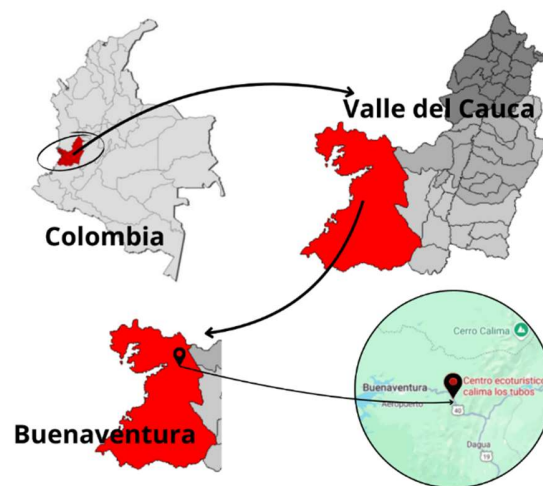 Valle del Cauca
Colombia
Buenaventura
Cerro Calima
Centro ecoturístico
calima los tubos
Buenaventura
Aeropuerto
40
Dagua
19